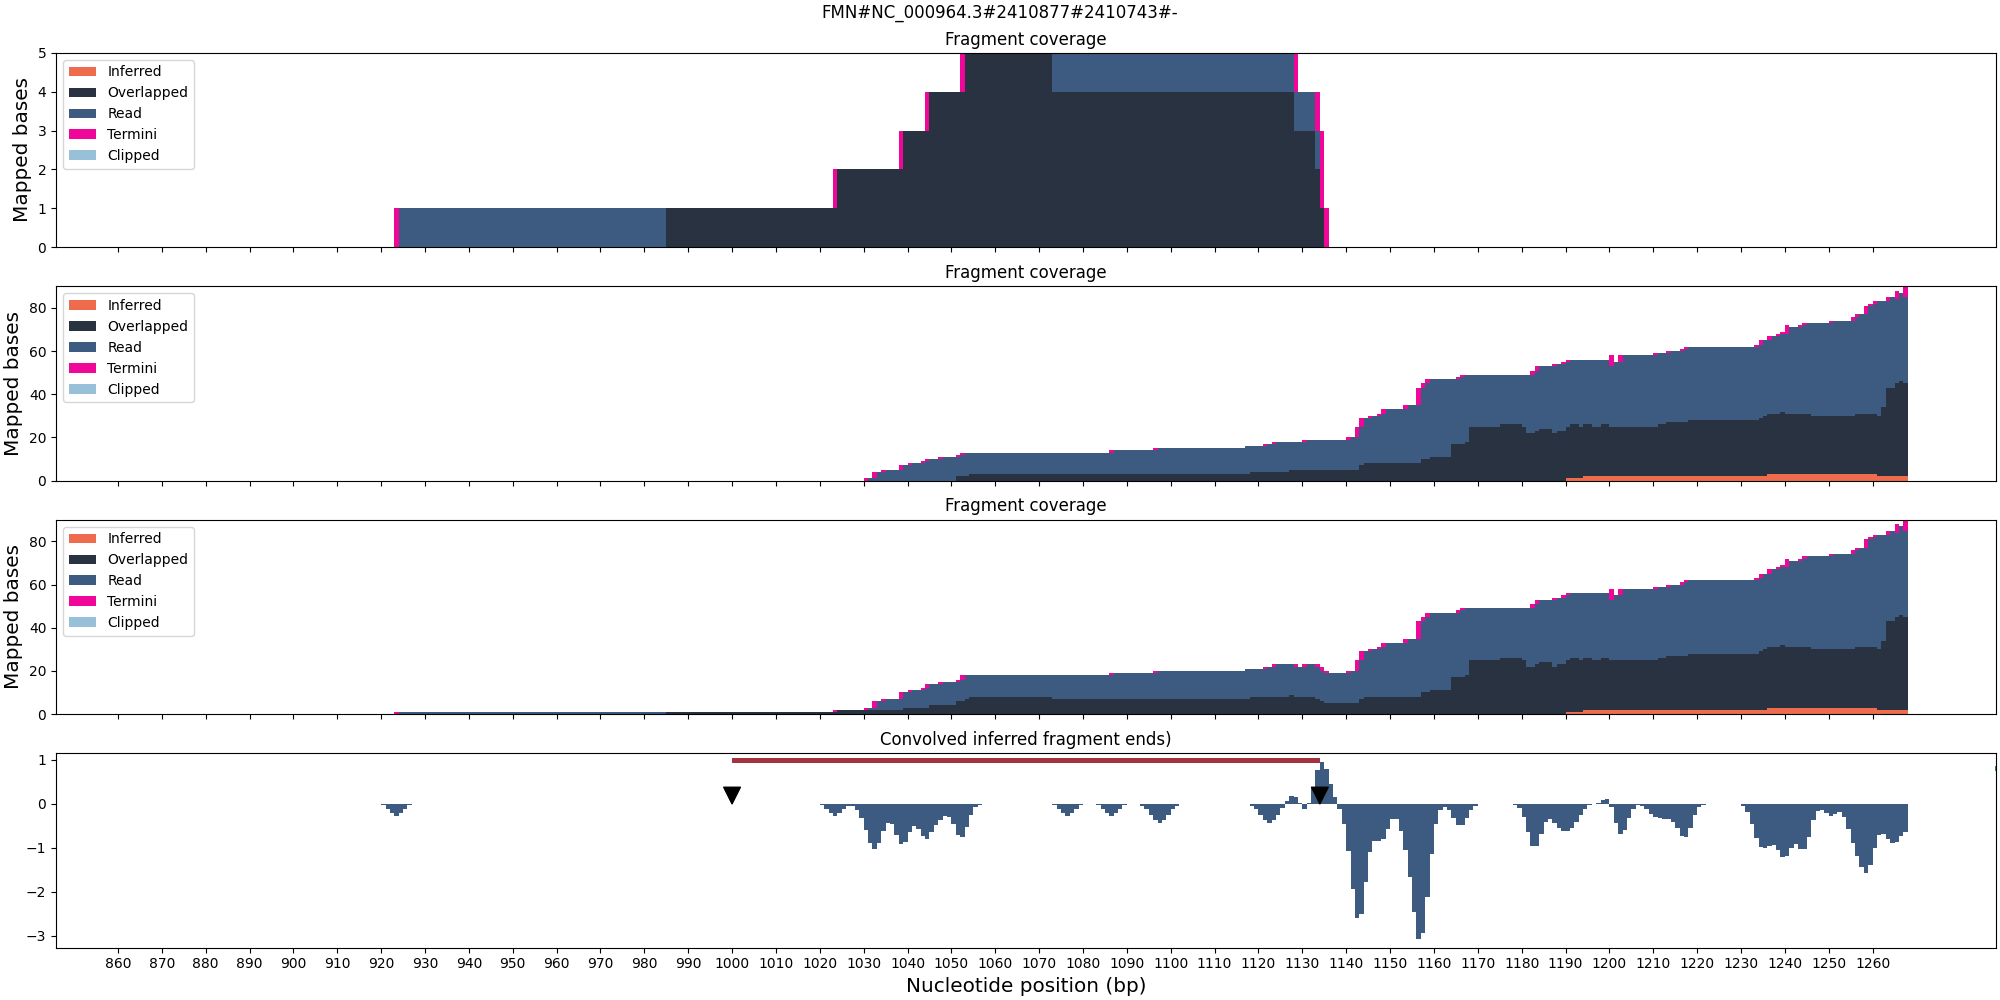 FMN#NC_000964.3#2410877#2410743#-
Fragment coverage
Mapped bases
5
4
3
2
1
0
Inferred
Overlapped
Read
Termini
Clipped
Fragment coverage
Mapped bases
80
60
40
20
0
Inferred
Overlapped
Read
Termini
Clipped
Fragment coverage
Mapped bases
80
60
40
20
0
Inferred
Overlapped
Read
Termini
Clipped
Convolved inferred fragment ends)
1
0
−1
−2
−3
860 870 880 890 900 910 920 930 940 950 960 970 980 990 1000 1010 1020 1030 1040 1050 1060 1070 1080 1090 1100 1110 1120 1130 1140 1150 1160 1170 1180 1190 1200 1210 1220 1230 1240 1250 1260
Nucleotide position (bp)